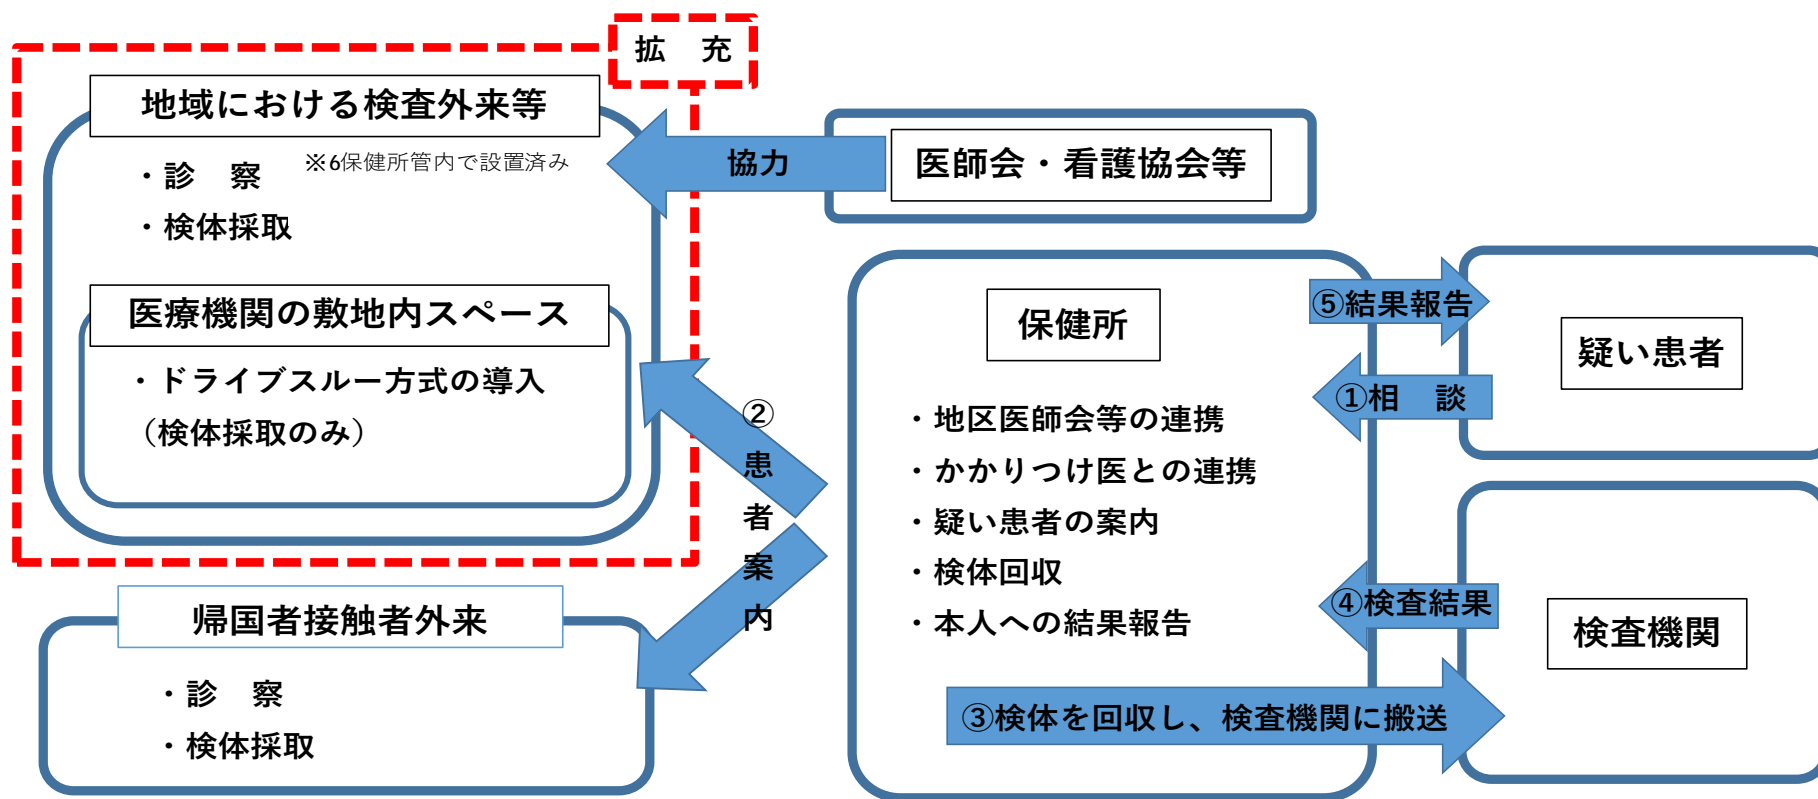 拡　充
地域における検査外来等
・診　察
※6保健所管内で設置済み
・検体採取
医療機関の敷地内スペース
・ドライブスルー方式の導入
（検体採取のみ）
協力
医師会・看護協会等
保健所
・地区医師会等の連携
・かかりつけ医との連携
・疑い患者の案内
・検体回収
・本人への結果報告
⑤結果報告
①相　談
疑い患者
②患者案内
④検査結果
検査機関
③検体を回収し、検査機関に搬送
帰国者接触者外来
・診　察
・検体採取